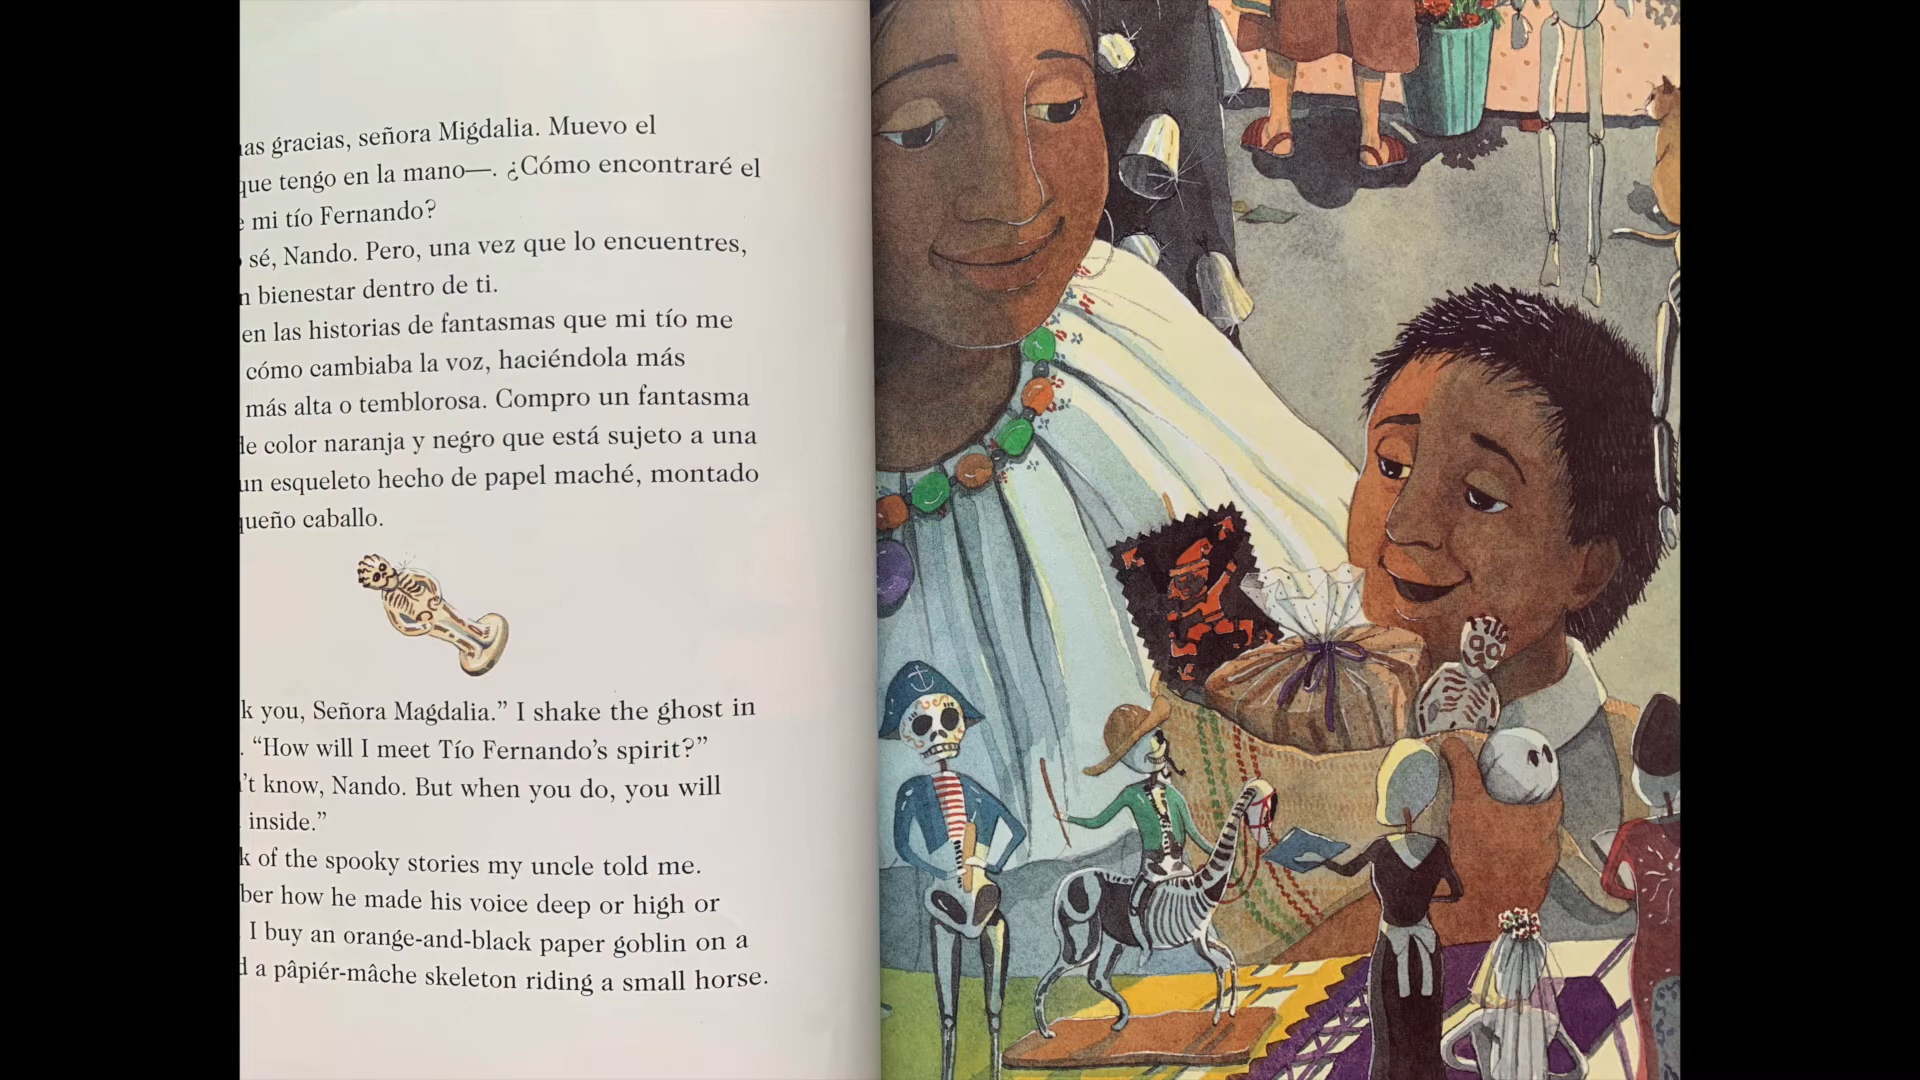 as gracias, señora Migdalia. Muevo el
que tengo en la mano—. ¿Cómo encontraré el
mi tío Fernando?
sé, Nando. Pero, una vez que lo encuentres,
n bienestar dentro de ti.
en las historias de fantasmas que mi tío me
cómo cambiaba la voz, haciéndola más
más alta o temblorosa. Compro un fantasma
de color naranja y negro que está sujeto a una
un esqueleto hecho de papel maché, montado
queño caballo.
k you, Señora Magdalia.” I shake the ghost in
. “How will I meet Tío Fernando’s spirit?”
’t know, Nando. But when you do, you will
inside.”
k of the spooky stories my uncle told me.
ber how he made his voice deep or high or
. I buy an orange-and-black paper goblin on a
d a pâpiér-mâche skeleton riding a small horse.